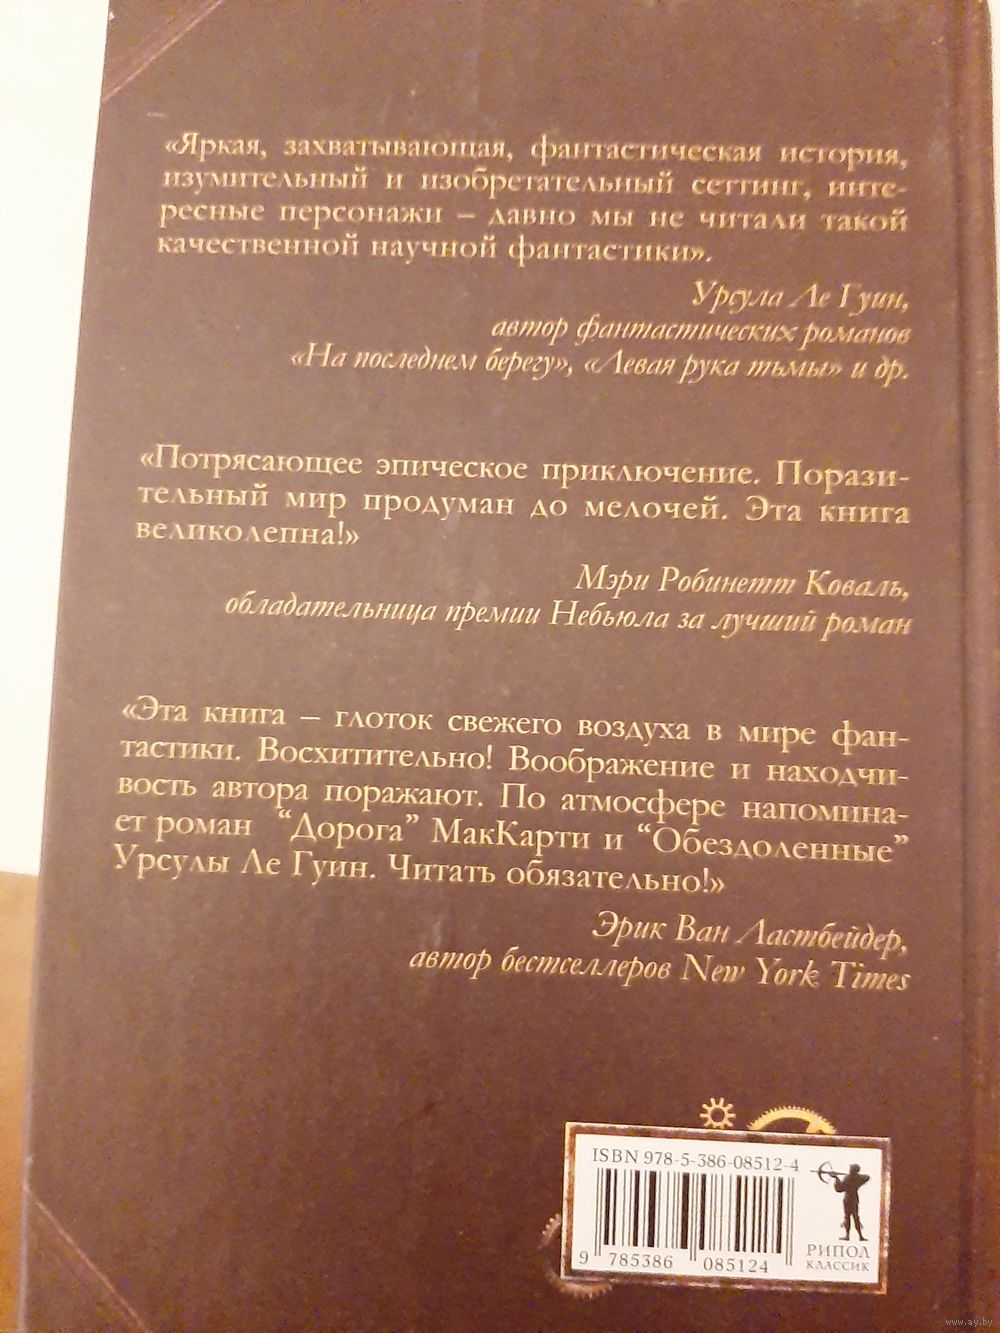 «Яркая, захватывающая, фантастическая история,
изумительный и изобретательный сеттинг, инте-
ресные персонажи – давно мы не читали такой
качественной научной фантастики».
Урсула Ле Гуин,
автор фантастических романов
«На последнем берегу», «Левая рука тьмы» и др.
«Потрясающее эпическое приключение. Порази-
тельный мир продуман до мелочей. Эта книга
великолепна!»
Мэри Робинетт Коваль,
обладательница премии Небьюла за лучший роман
«Эта книга – глоток свежего воздуха в мире фан-
тастики. Восхитительно! Воображение и находчи-
вость автора поражают. По атмосфере напомина-
ет роман “Дорога” МакКарти и “Обездоленные”
Урсулы Ле Гуин. Читать обязательно!»
Эрик Ван Ластбейдер,
автор бестселлеров New York Times
ISBN 978-5-386-08512-4
9 785386 085124
РИПОЛ
КЛАССИК
www.ay.by